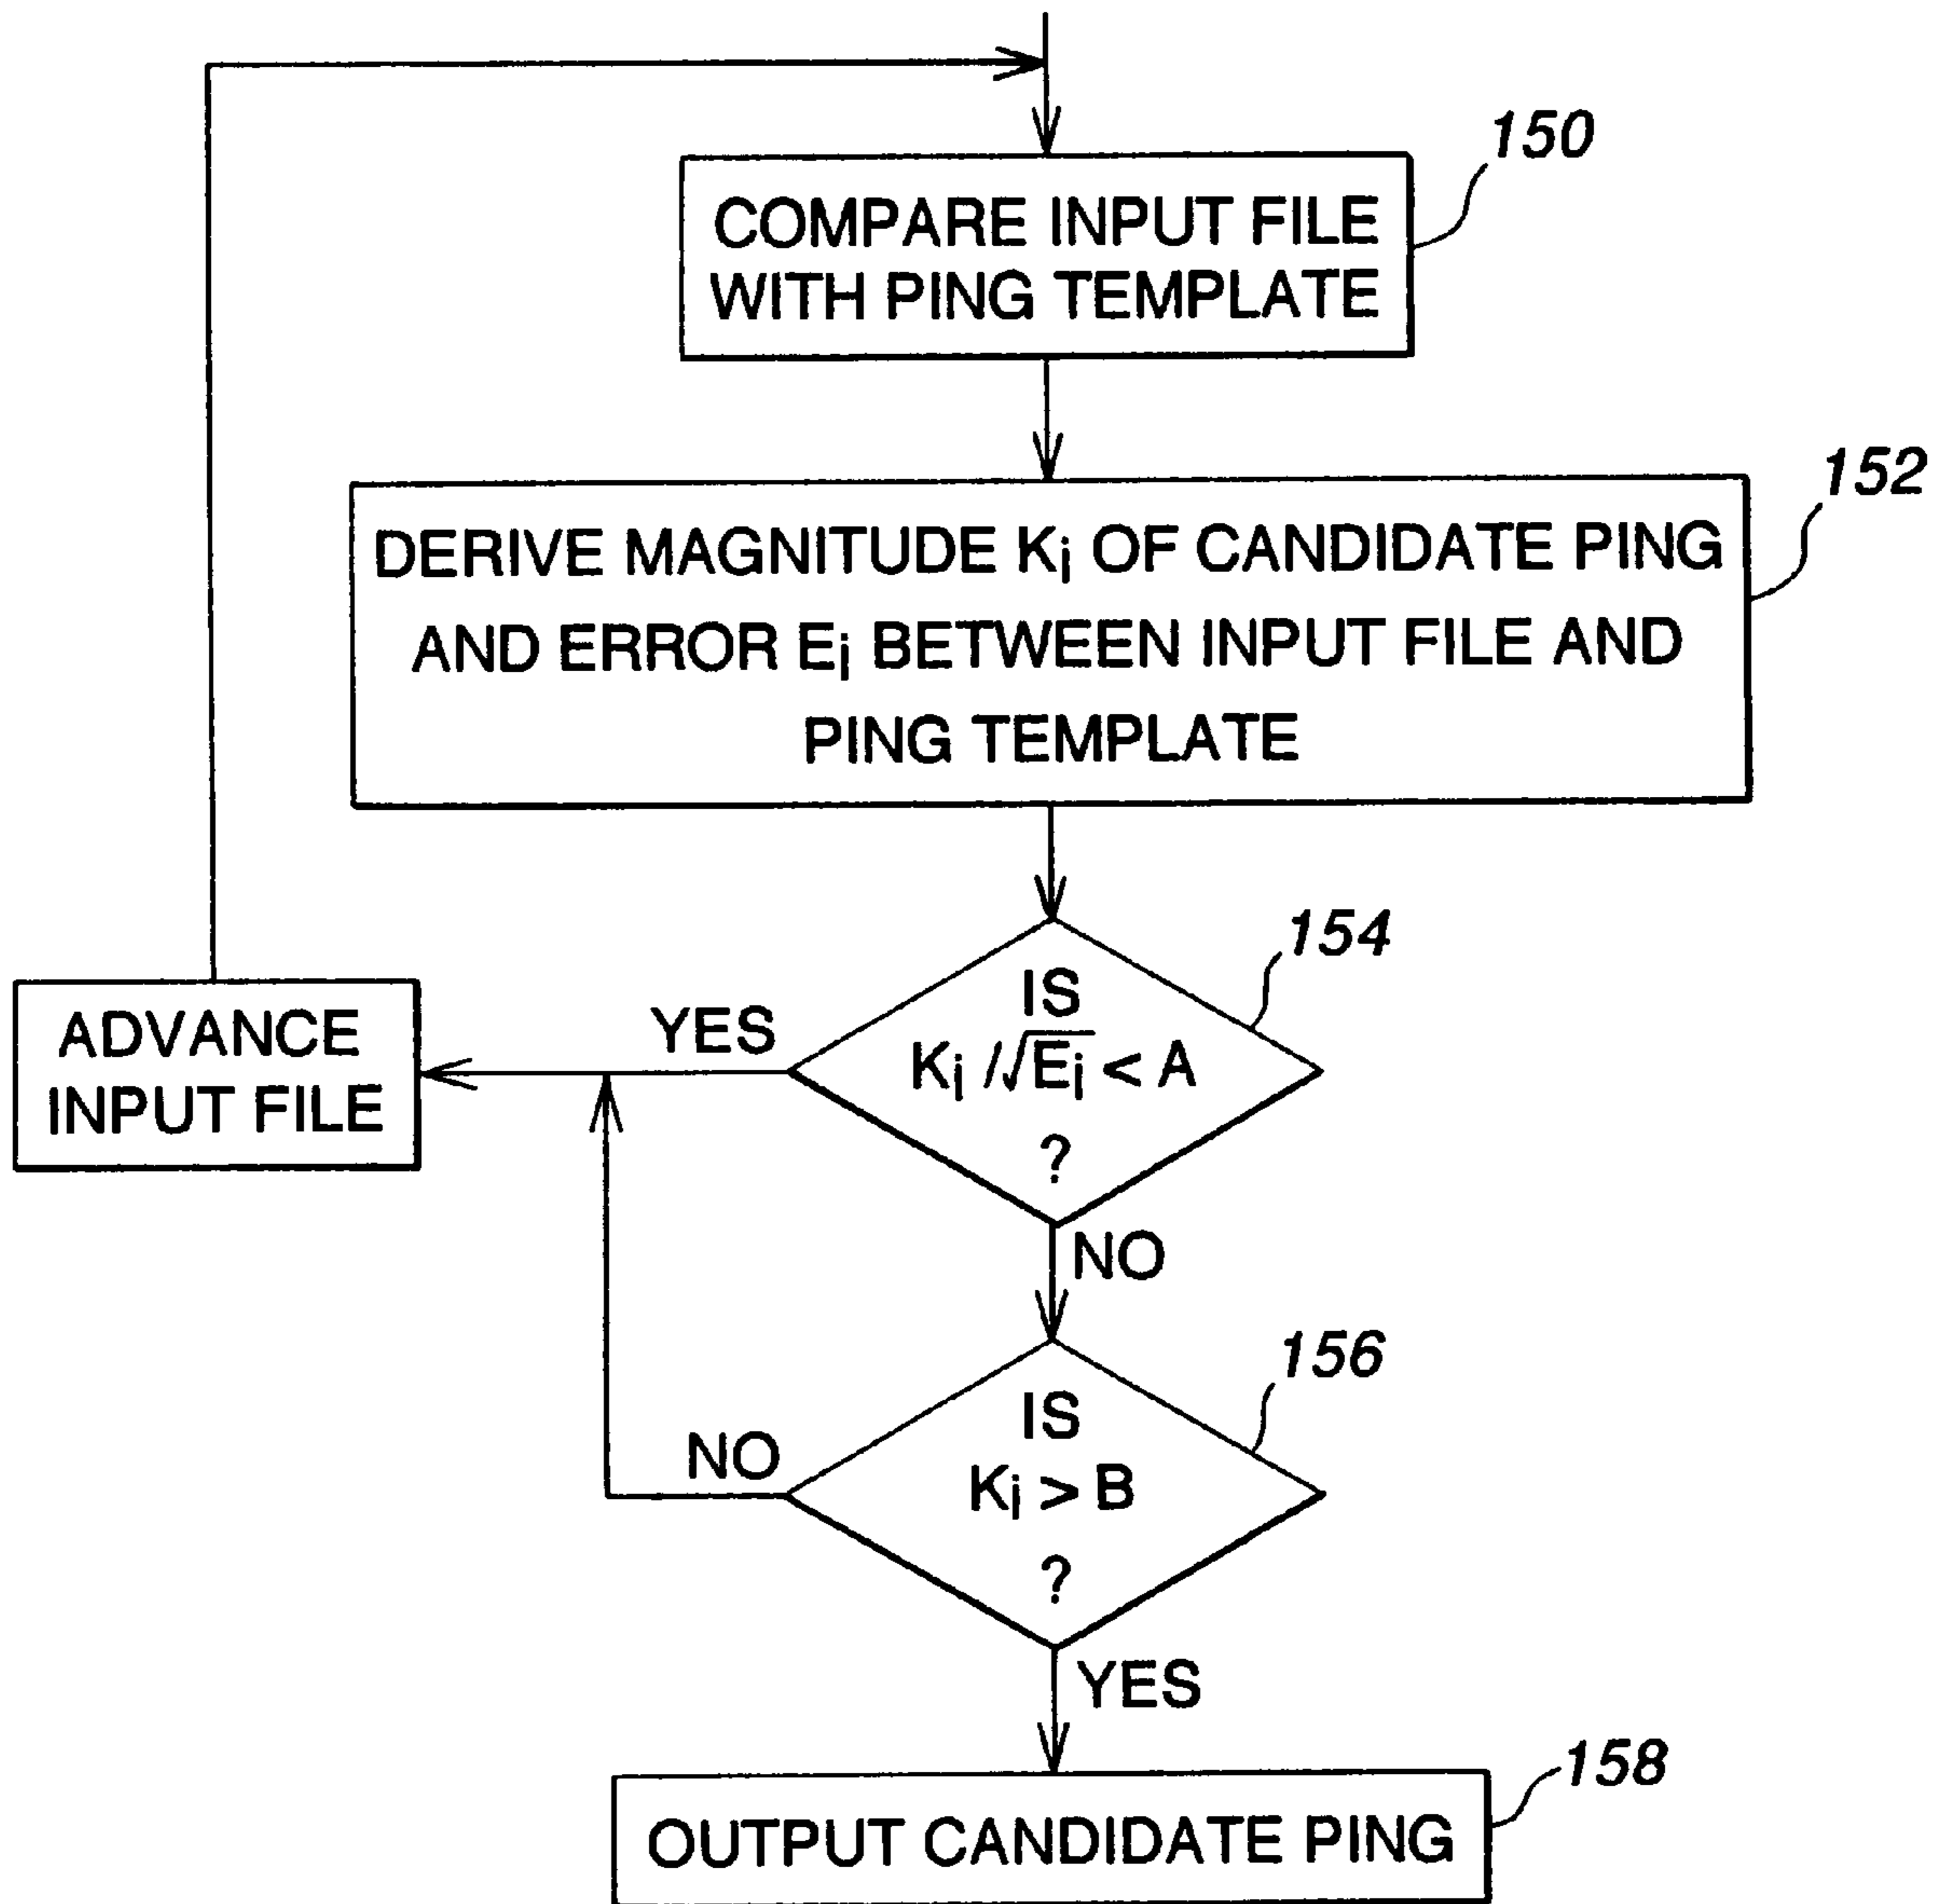 150
COMPARE INPUT FILE
WITH PING TEMPLATE
152
DERIVE MAGNITUDE Ki OF CANDIDATE PING
AND ERROR Ei BETWEEN INPUT FILE AND
PING TEMPLATE
154
IS
Ki /√Ei < A
?
YES
ADVANCE
INPUT FILE
NO
156
IS
Ki > B
?
NO
YES
158
OUTPUT CANDIDATE PING